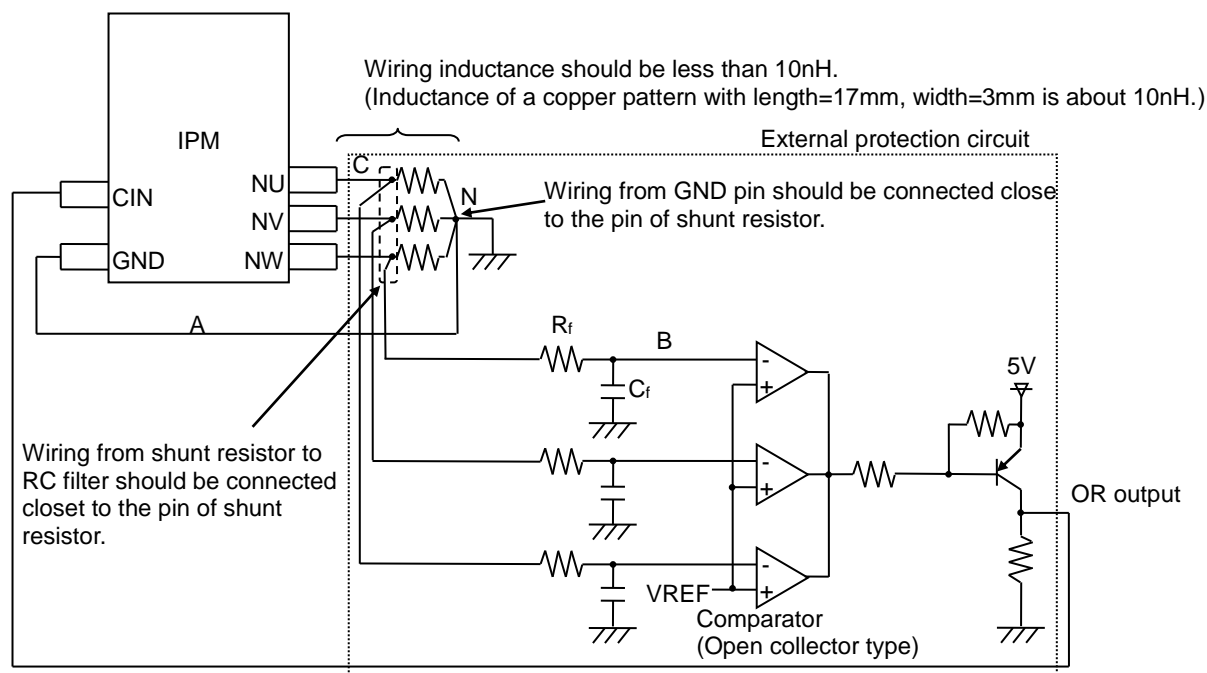 Wiring inductance should be less than 10nH.
(Inductance of a copper pattern with length=17mm, width=3mm is about 10nH.)
External protection circuit
IPM
C
NU
N
Wiring from GND pin should be connected close
to the pin of shunt resistor.
CIN
NV
GND
NW
A
Rf
B
5V
Cf
-
+
Wiring from shunt resistor to
RC filter should be connected
closet to the pin of shunt
resistor.
-
+
OR output
-
+
VREF
Comparator
(Open collector type)